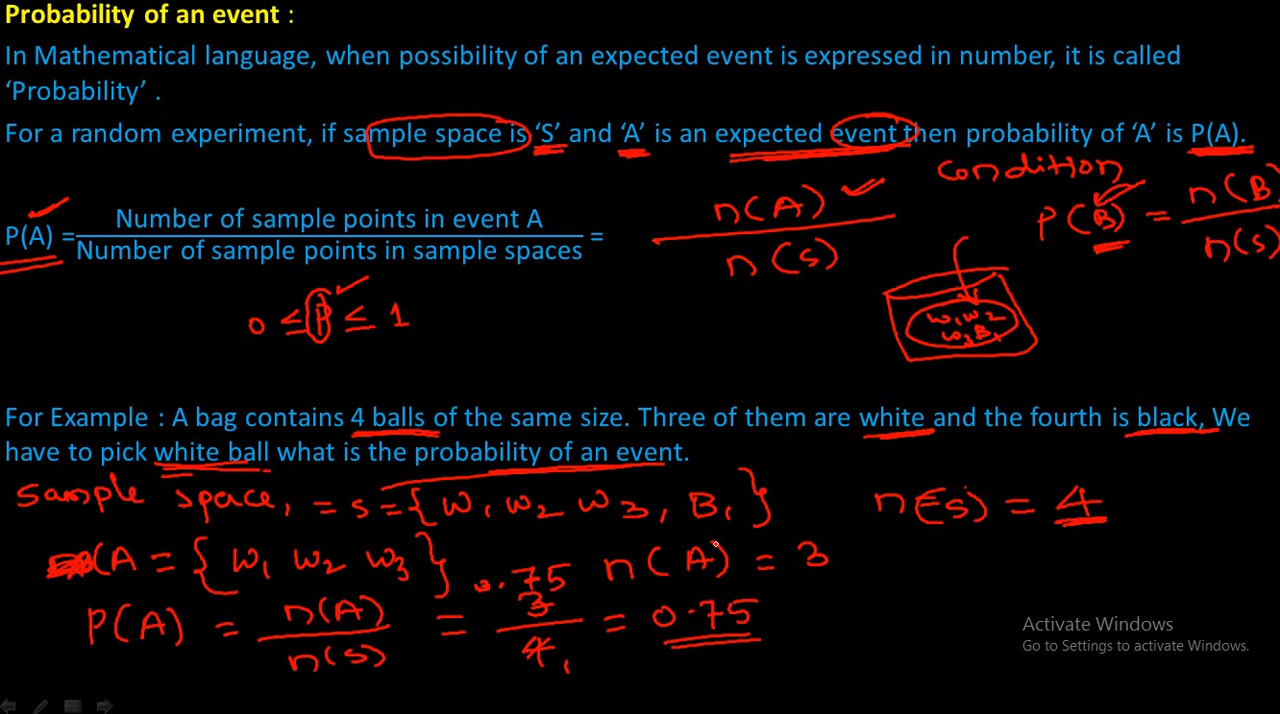 Probability of an event :
In Mathematical language, when possibility of an expected event is expressed in number, it is called
‘Probability’ .
For a random experiment, if sample space is ‘S’ and ‘A’ is an expected event then probability of ‘A’ is P(A).
condition
P(A) = Number of sample points in event A / Number of sample points in sample spaces = n(A) / n(s)
P(B) = n(B) / n(s)
0 ≤ P ≤ 1
w1 w2
w3 B1
For Example : A bag contains 4 balls of the same size. Three of them are white and the fourth is black, We
have to pick white ball what is the probability of an event.
Sample space, = s = { w1 w2 w3, B1 } n(s) = 4
A = { w1 w2 w3 } n(A) = 3
0.75
P(A) = n(A) / n(s) = 3 / 4 = 0.75
Activate Windows
Go to Settings to activate Windows.